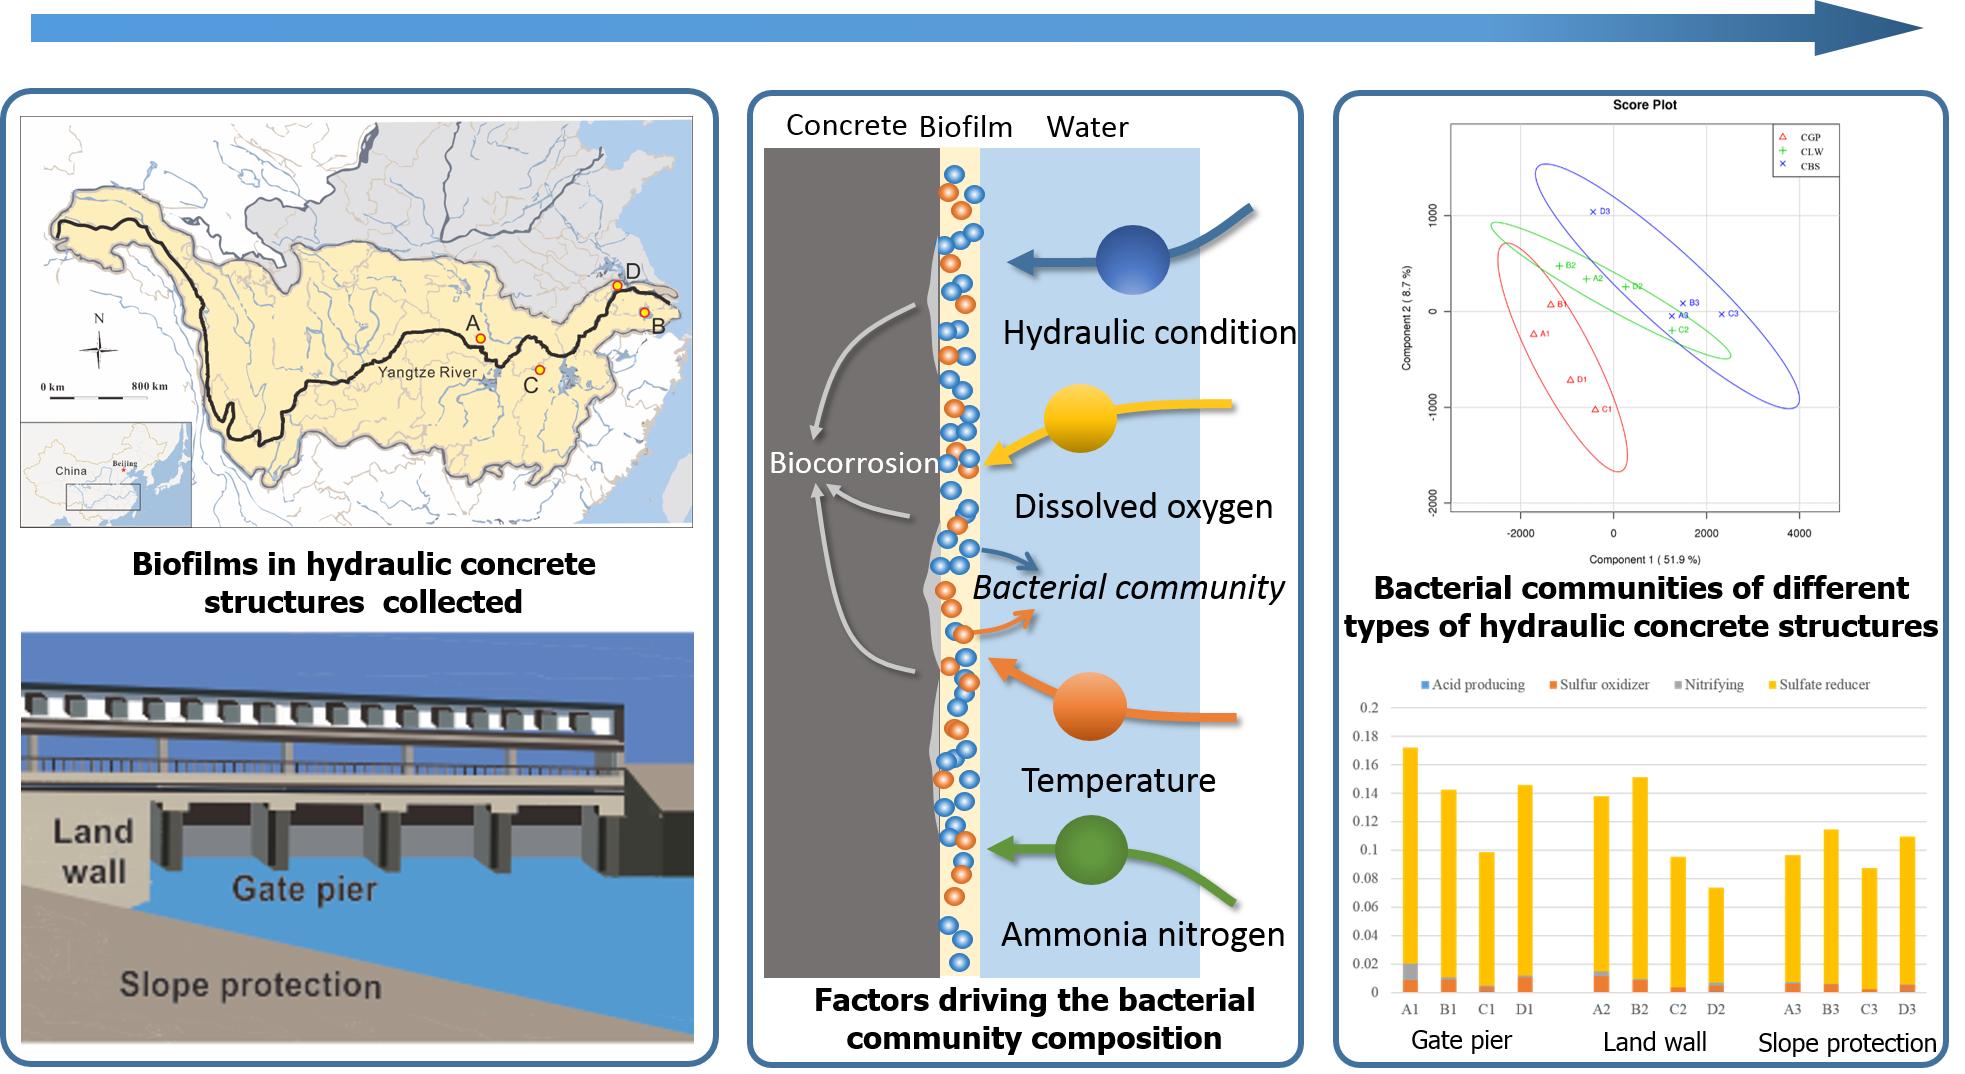 N
0 km 800 km
Yangtze River
A
B
C
D
China
Beijing
Biofilms in hydraulic concrete
structures collected
Land
wall
Gate pier
Slope protection
Concrete Biofilm Water
Hydraulic condition
Biocorrosion
Dissolved oxygen
Bacterial community
Temperature
Ammonia nitrogen
Factors driving the bacterial
community composition
Score Plot
CGP
CLW
CBS
Component 2 ( 8.7 %)
1000
0
-1000
-2000
D3
B2
A2
D2
B1
B3
A3
C3
C2
A1
D1
C1
-2000 0 2000 4000
Component 1 ( 51.9 %)
Bacterial communities of different
types of hydraulic concrete structures
Acid producing Sulfur oxidizer Nitrifying Sulfate reducer
0.2
0.18
0.16
0.14
0.12
0.1
0.08
0.06
0.04
0.02
0
A1 B1 C1 D1 A2 B2 C2 D2 A3 B3 C3 D3
Gate pier Land wall Slope protection